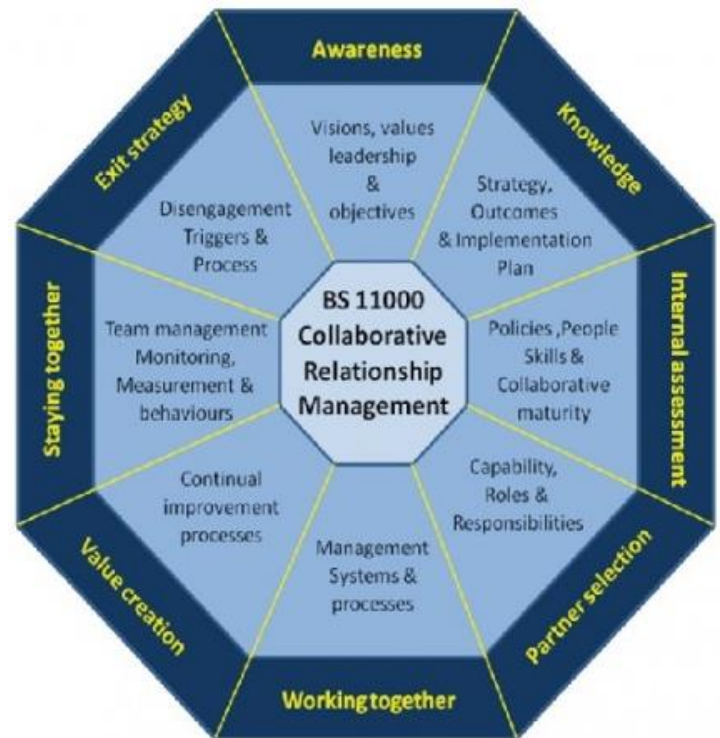 Awareness
Visions, values
leadership
&
objectives
Knowledge
Strategy,
Outcomes
& Implementation
Plan
Internal assessment
Policies ,People
Skills &
Collaborative
maturity
Partner selection
Capability,
Roles &
Responsibilities
Working together
Management
Systems &
processes
Value creation
Continual
improvement
processes
Staying together
Team management
Monitoring,
Measurement &
behaviours
Exit strategy
Disengagement
Triggers &
Process
BS 11000
Collaborative
Relationship
Management